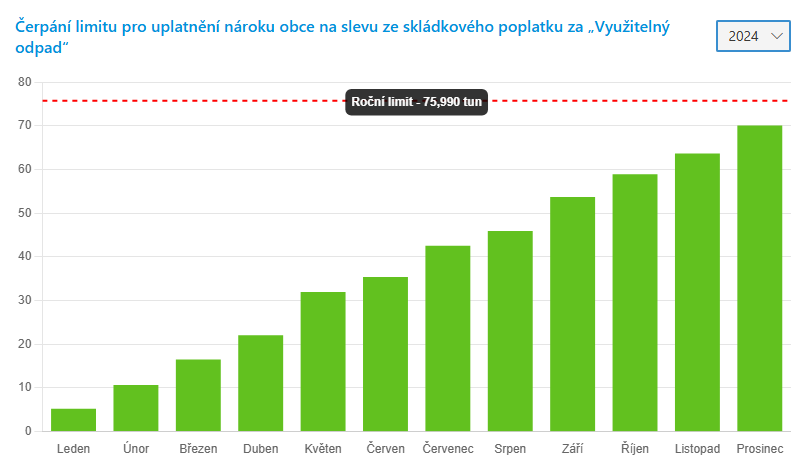 Čerpání limitu pro uplatnění nároku obce na slevu ze skládkového poplatku za „Využitelný
odpad“
2024
80
Roční limit - 75,990 tun
70
60
50
40
30
20
10
0
Leden Únor Březen Duben Květen Červen Červenec Srpen Září Říjen Listopad Prosinec